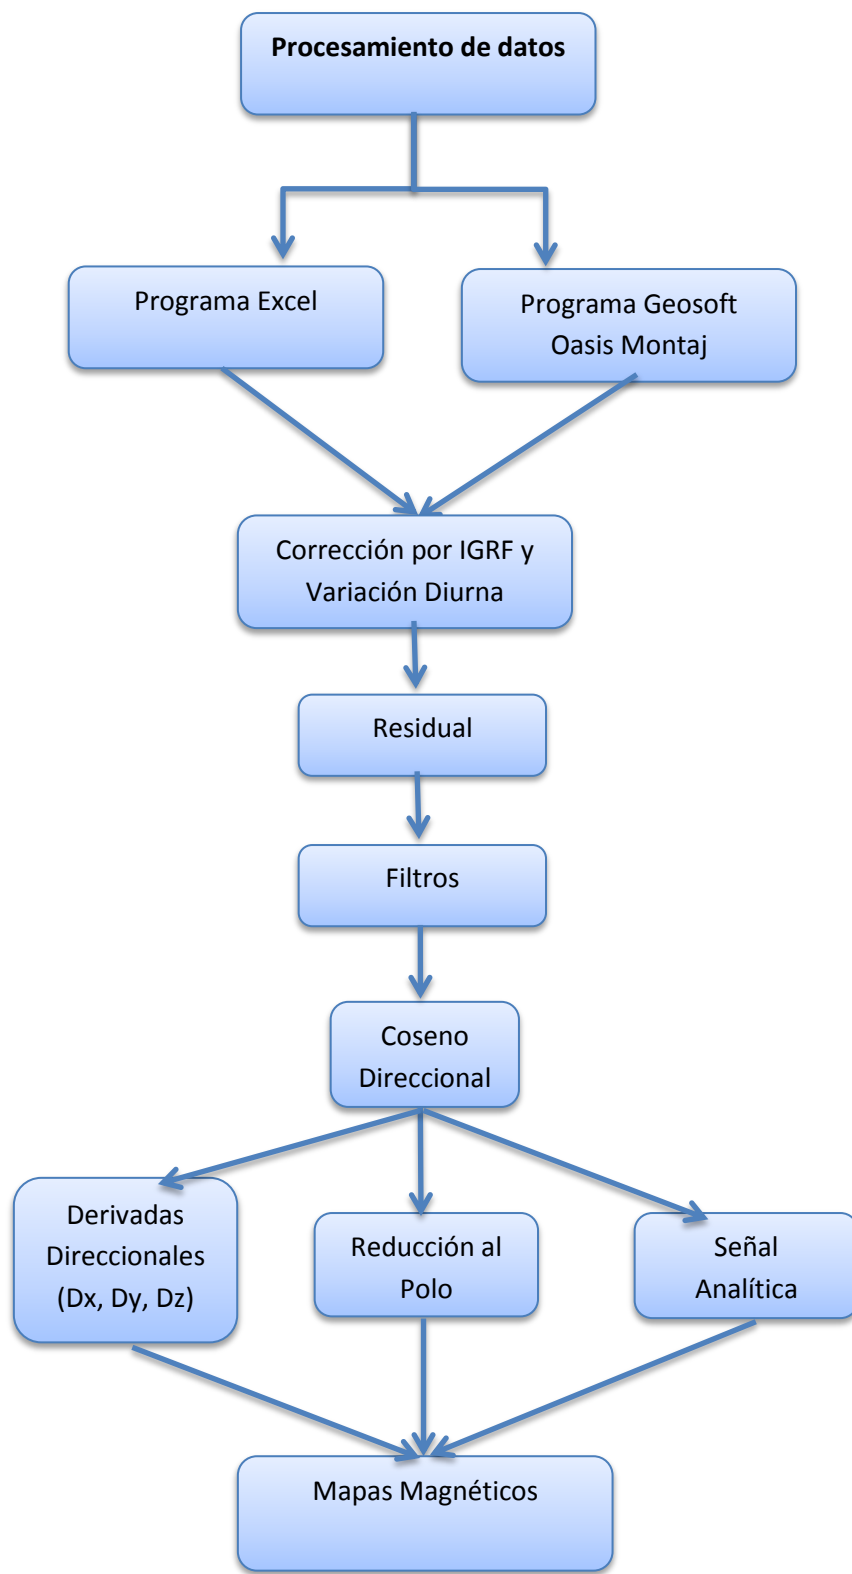 Procesamiento de datos
Programa Excel
Programa Geosoft
Oasis Montaj
Corrección por IGRF y
Variación Diurna
Residual
Filtros
Coseno
Direccional
Derivadas
Direccionales
(Dx, Dy, Dz)
Reducción al
Polo
Señal
Analítica
Mapas Magnéticos